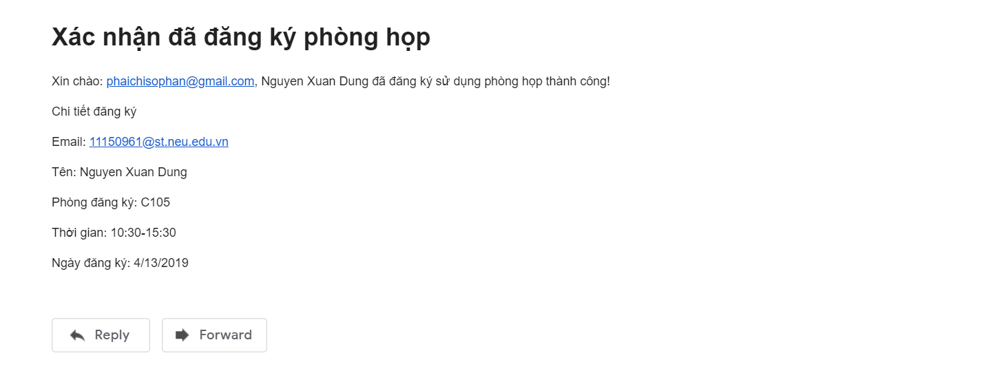 Xác nhận đã đăng ký phòng họp
Xin chào: phaichisophan@gmail.com, Nguyen Xuan Dung đã đăng ký sử dụng phòng họp thành công!
Chi tiết đăng ký
Email: 11150961@st.neu.edu.vn
Tên: Nguyen Xuan Dung
Phòng đăng ký: C105
Thời gian: 10:30-15:30
Ngày đăng ký: 4/13/2019
Reply Forward